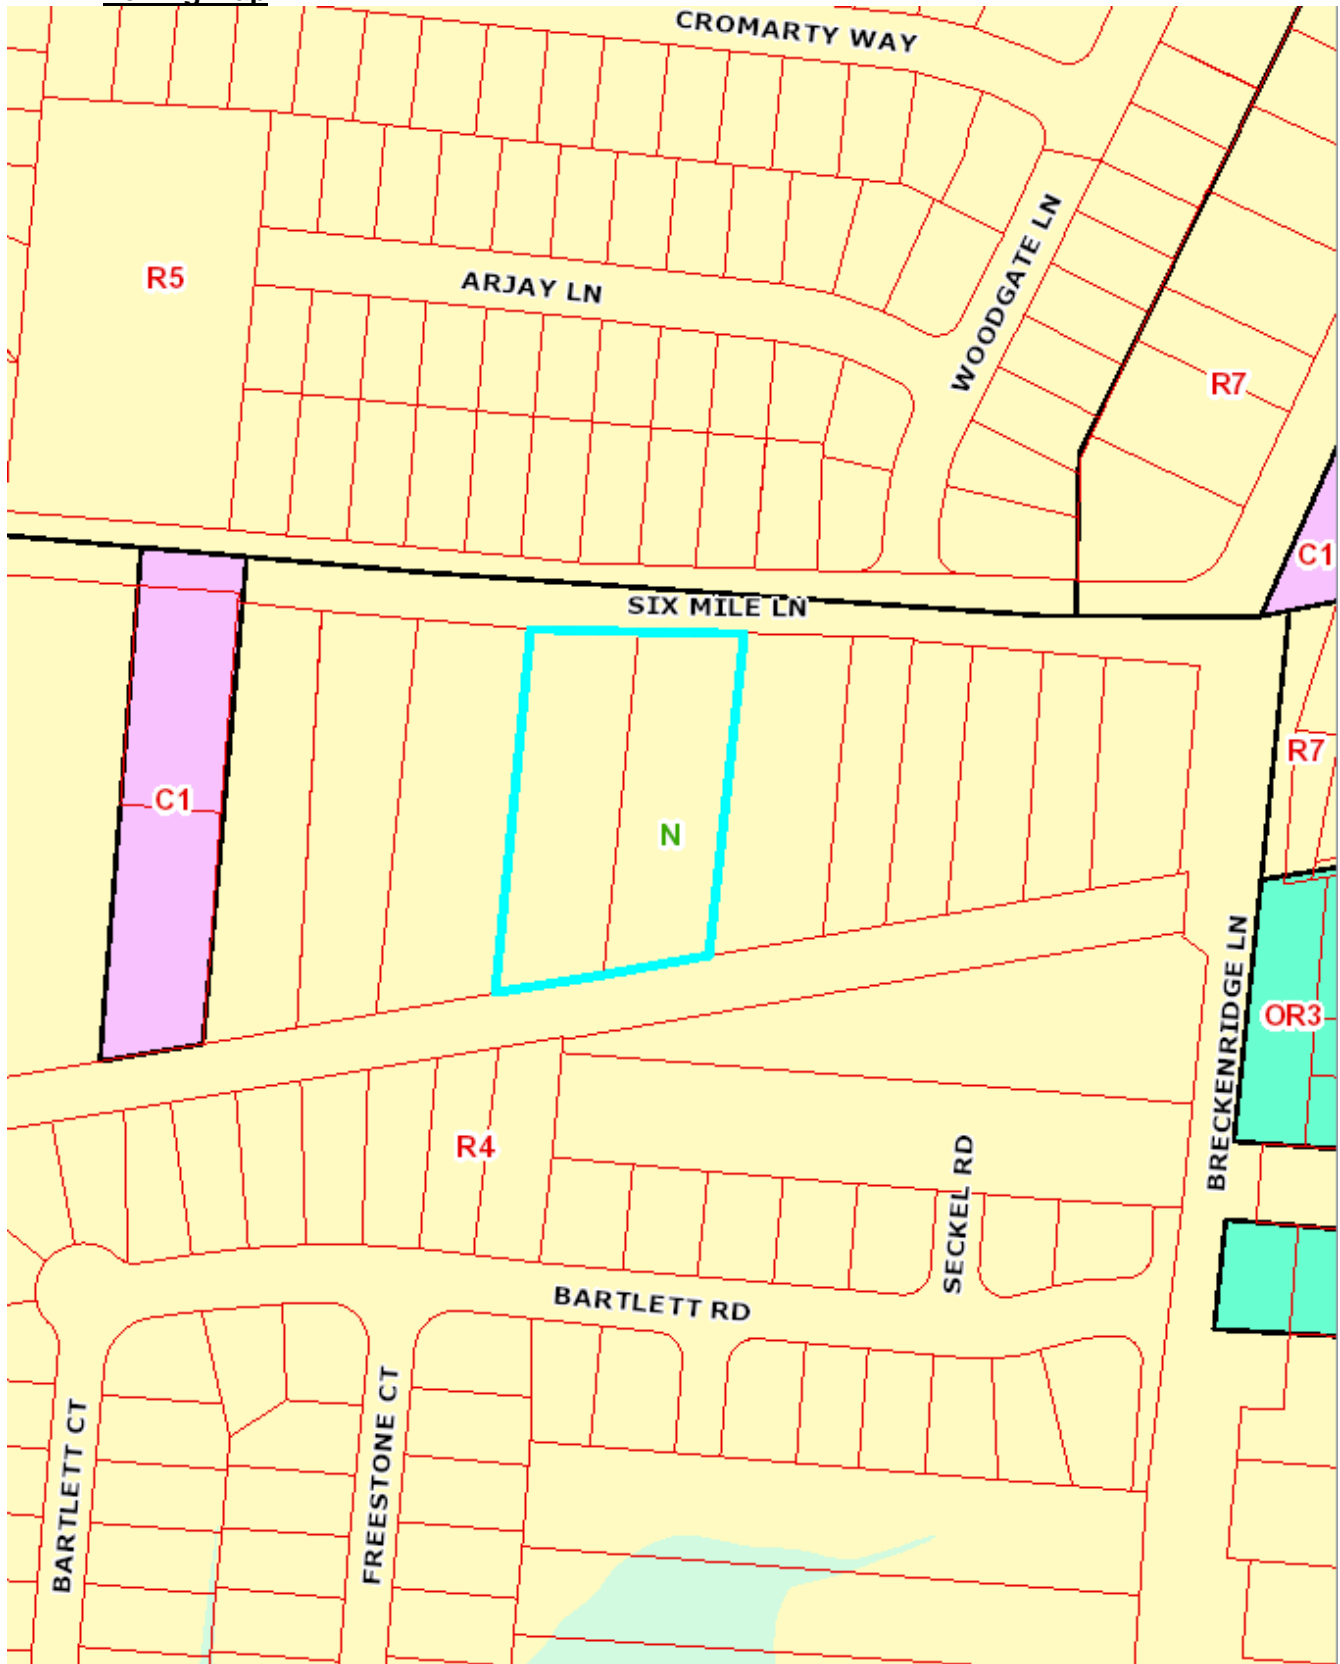 CROMARTY WAY
R5
ARJAY LN
WOODGATE LN
R7
C1
SIX MILE LN
R7
C1
N
BRECKENRIDGE LN
OR3
R4
SECKEL RD
BARTLETT RD
BARTLETT CT
FREESTONE CT